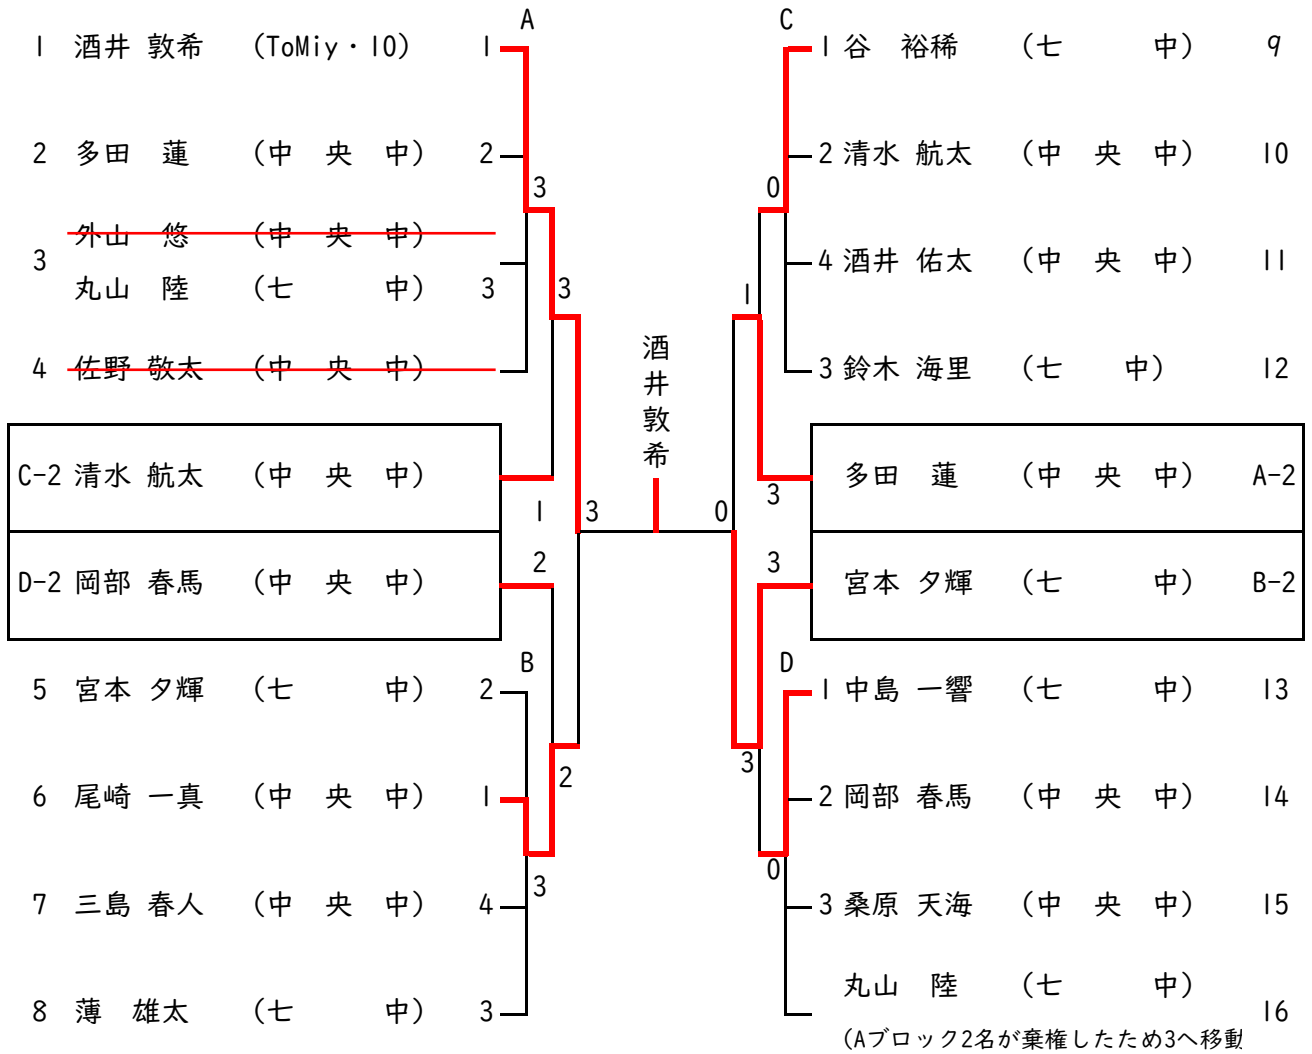 A
1 酒井 敦希 (ToMiy・10) 1
2 多田 蓮 (中 央 中) 2
3
外山 悠 (中 央 中)
3
丸山 陸 (七 中) 3
3
4 佐野 敬太 (中 央 中)
C-2 清水 航太 (中 央 中)
1
3
D-2 岡部 春馬 (中 央 中)
2
B
5 宮本 夕輝 (七 中) 2
2
6 尾崎 一真 (中 央 中) 1
3
7 三島 春人 (中 央 中) 4
8 薄 雄太 (七 中) 3
酒井敦希
C
1 谷 裕稀 (七 中) 9
2 清水 航太 (中 央 中) 10
0
4 酒井 佑太 (中 央 中) 11
1
3 鈴木 海里 (七 中) 12
多田 蓮 (中 央 中) A-2
3
0
3
宮本 夕輝 (七 中) B-2
D
1 中島 一響 (七 中) 13
3
2 岡部 春馬 (中 央 中) 14
0
3 桑原 天海 (中 央 中) 15
丸山 陸 (七 中)
16
(Aブロック2名が棄権したため3へ移動